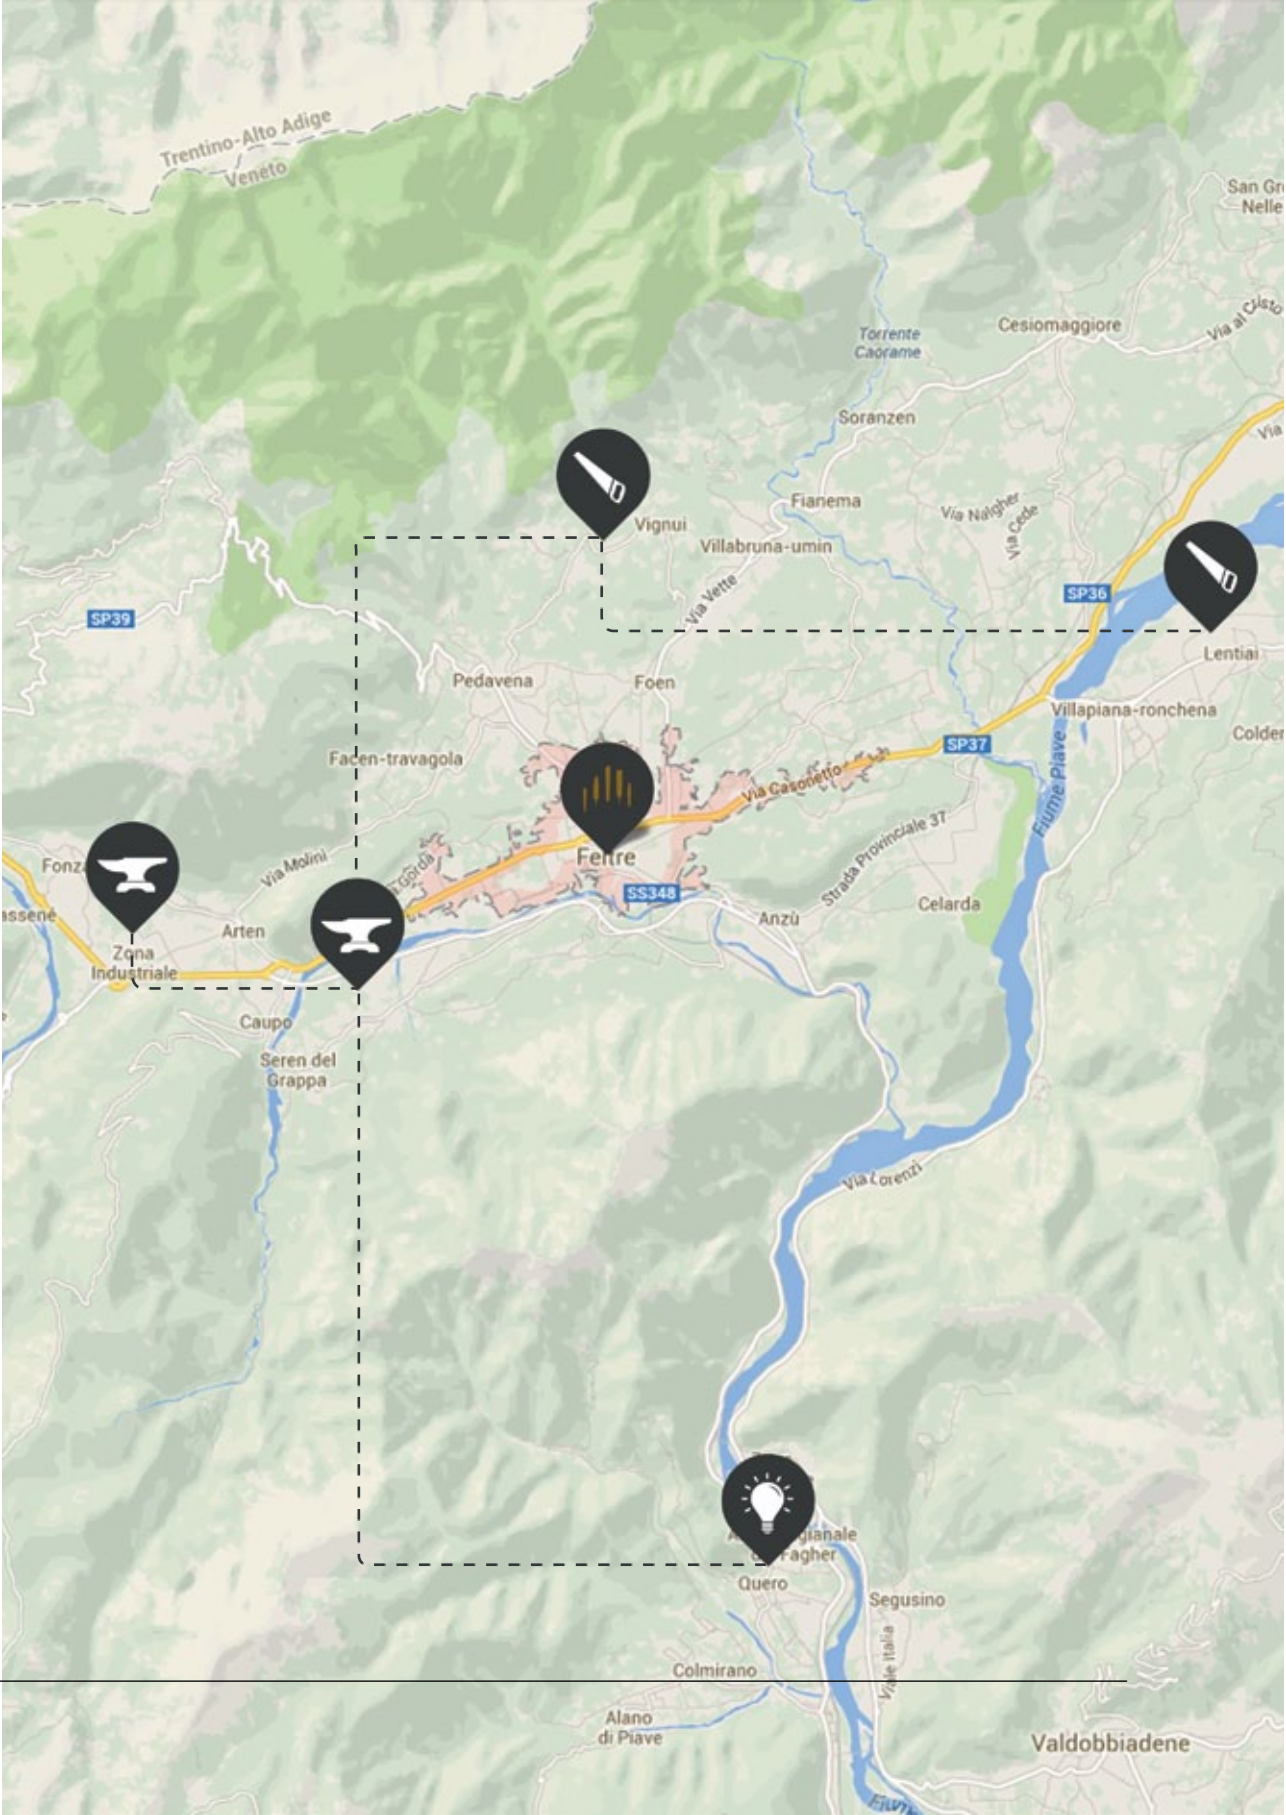 Trentino-Alto Adige
Veneto
San Gr
Nelle
Torrente
Caorame
Cesiomaggiore
Via al Cristo
Soranzen
Via
Fianema
Via Nalgher
Via Cede
Vignui
Villabruna-umin
Via Vette
SP36
SP39
Lentiai
Pedavena
Foen
Villapiana-ronchena
Colder
SP37
Facen-travagola
Via Casonetto
Fiume Piave
Strada Provinciale 37
Feltre
Fonza
Via Molini
SS348
Celarda
assené
Anzù
Arten
Zona
Industriale
Caupo
Seren del
Grappa
Via Lorenzi
gianale
Fagher
Quero
Segusino
Viale Italia
Colmirano
Alano
di Piave
Valdobbiadene